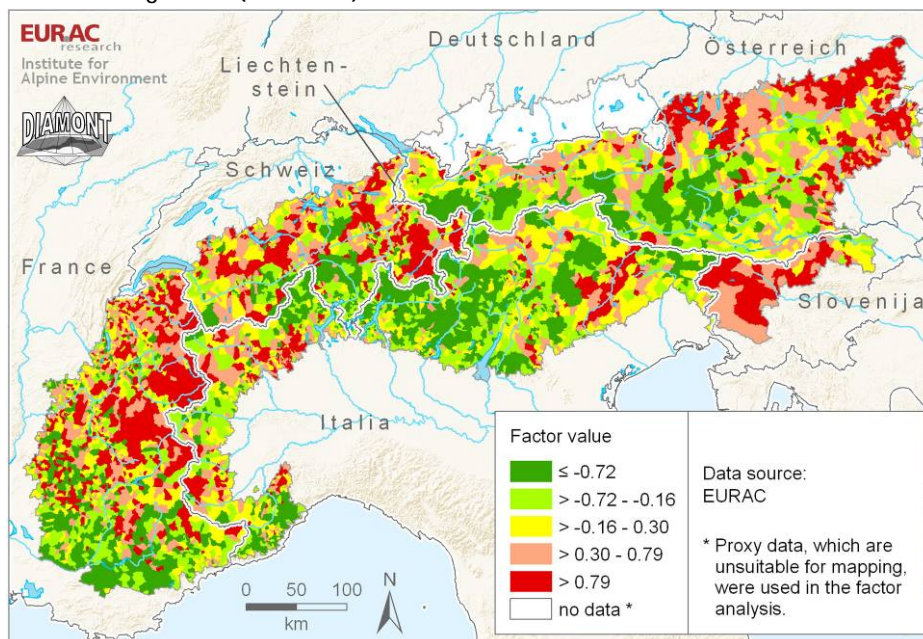 EURAC
research
Institute for
Alpine Environment
DIAMONT
Deutschland
Österreich
Liechten-
stein
Schweiz
France
Slovenija
Italia
Factor value
≤ -0.72
> -0.72 - -0.16
> -0.16 - 0.30
> 0.30 - 0.79
> 0.79
no data *
Data source:
EURAC
* Proxy data, which are
unsuitable for mapping,
were used in the factor
analysis.
0 50 100
km
N